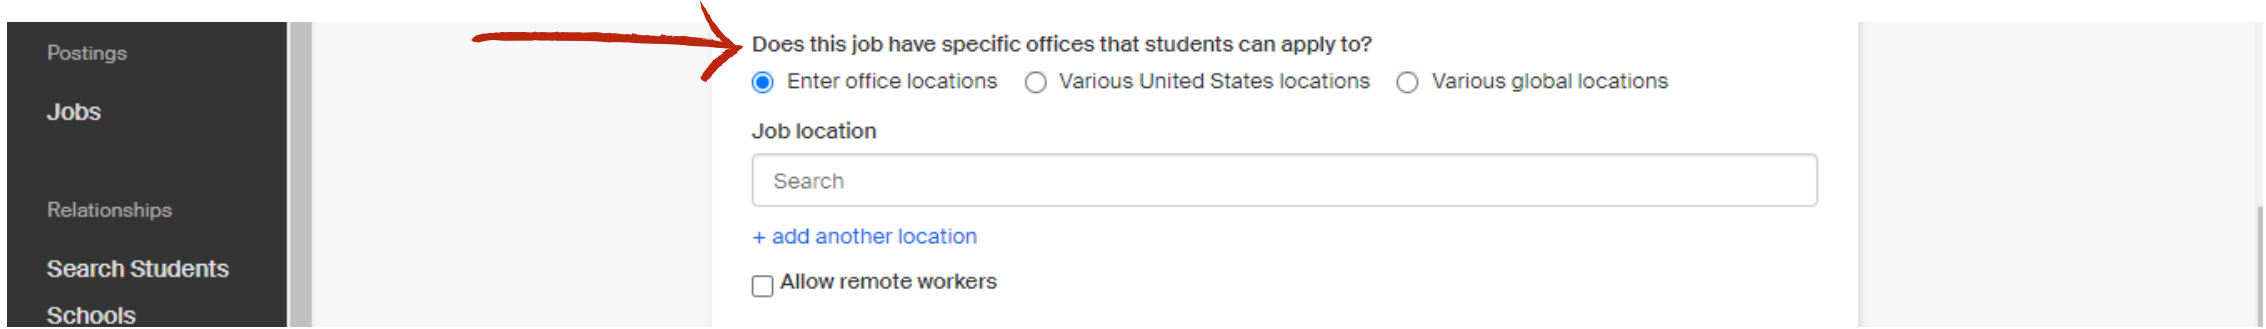 Postings
Jobs
Relationships
Search Students
Schools
Does this job have specific offices that students can apply to?
Enter office locations Various United States locations Various global locations
Job location
Search
+ add another location
Allow remote workers